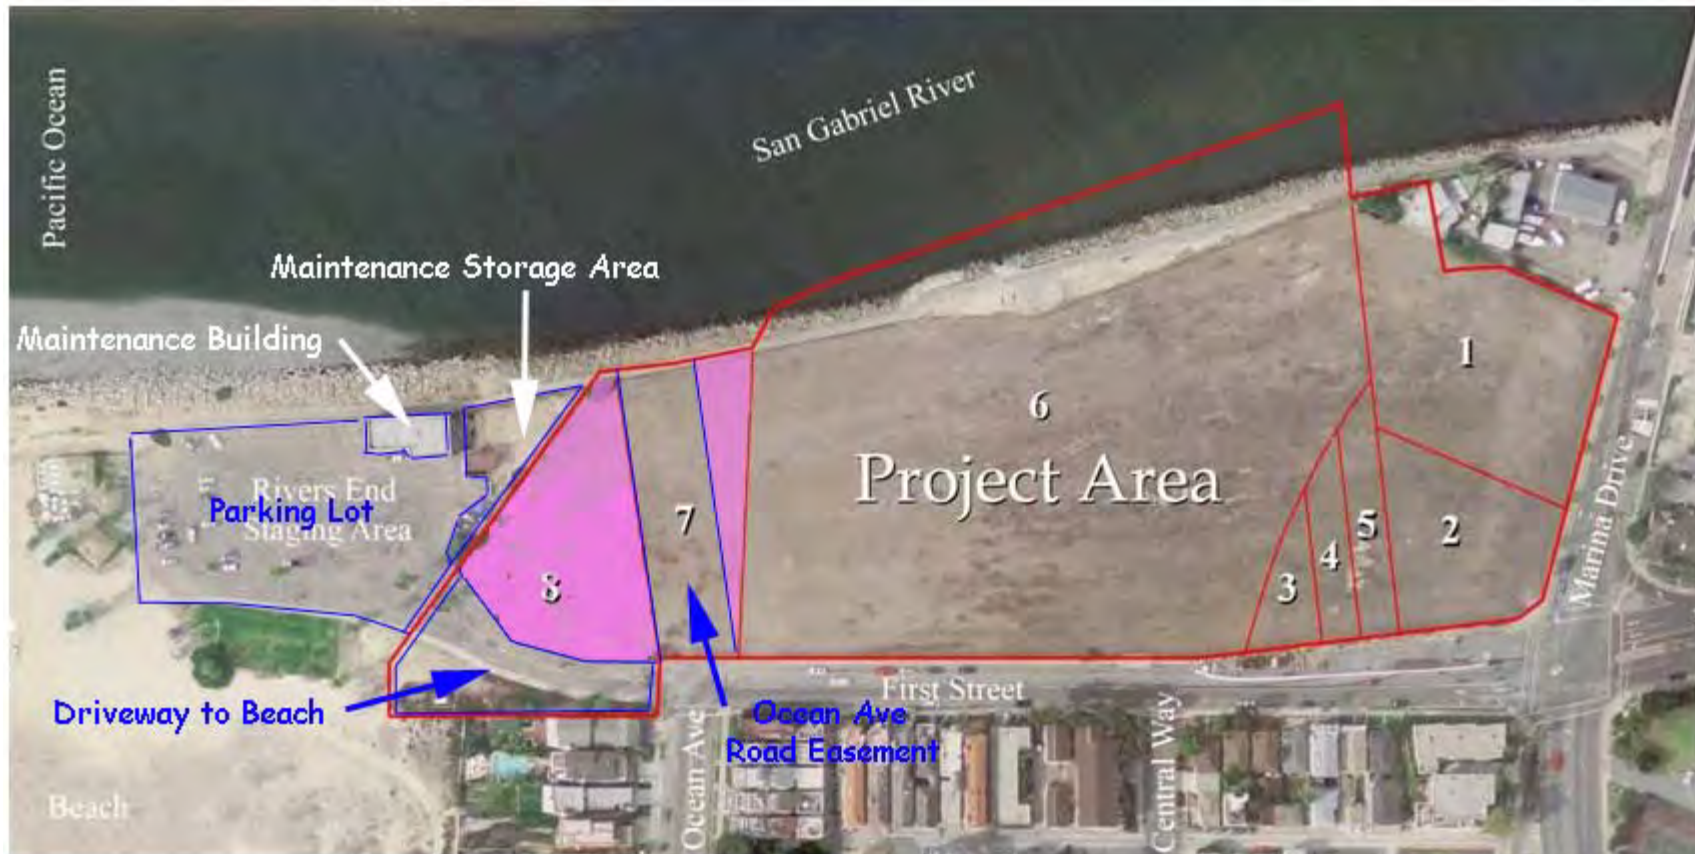 Pacific Ocean
San Gabriel River
Maintenance Storage Area
Maintenance Building
1
6
Project Area
Rivers End
Parking Lot
Staging Area
7
5
2
4
3
8
Marina Drive
First Street
Driveway to Beach
Ocean Ave
Road Easement
Ocean Ave
Central Way
Beach